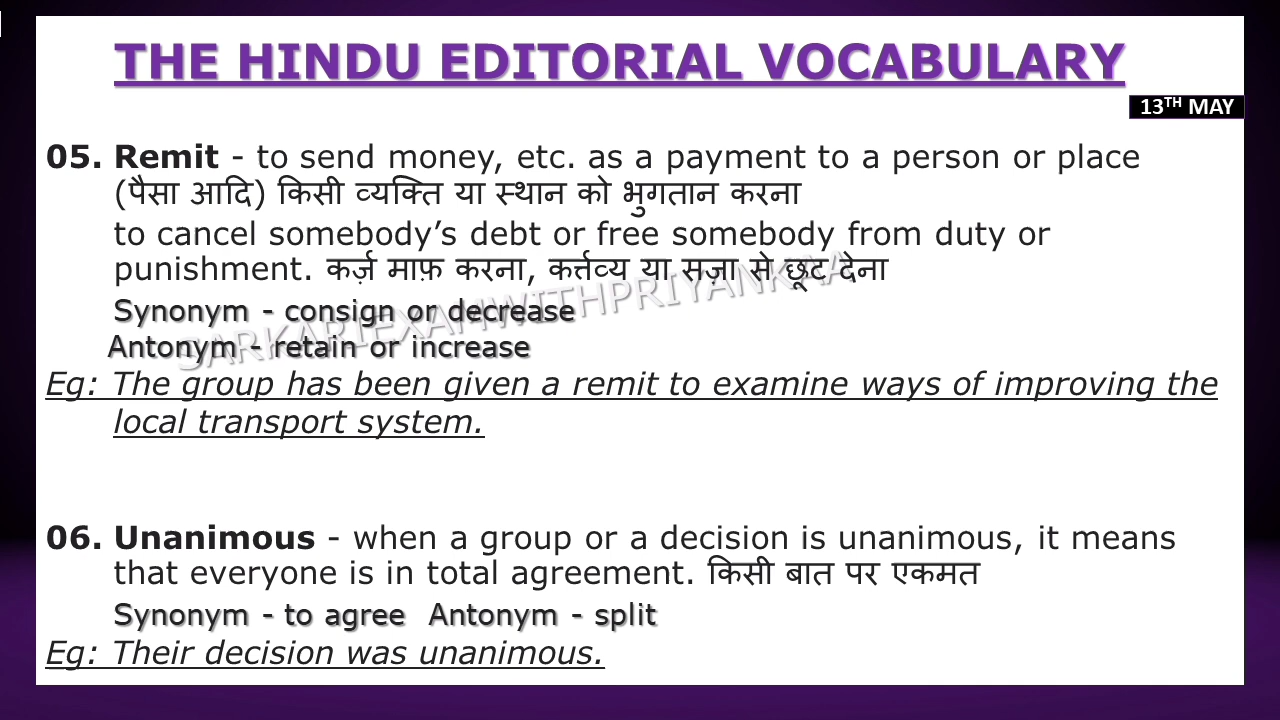 THE HINDU EDITORIAL VOCABULARY
13TH MAY
05. Remit - to send money, etc. as a payment to a person or place
(पैसा आदि) किसी व्यक्ति या स्थान को भुगतान करना
to cancel somebody’s debt or free somebody from duty or
punishment. कर्ज़ माफ़ करना, कर्त्तव्य या सज़ा से छूट देना
SARKARIEXAMWITHPRIYANKAA
Synonym - consign or decrease
Antonym - retain or increase
Eg: The group has been given a remit to examine ways of improving the
local transport system.
06. Unanimous - when a group or a decision is unanimous, it means
that everyone is in total agreement. किसी बात पर एकमत
Synonym - to agree Antonym - split
Eg: Their decision was unanimous.